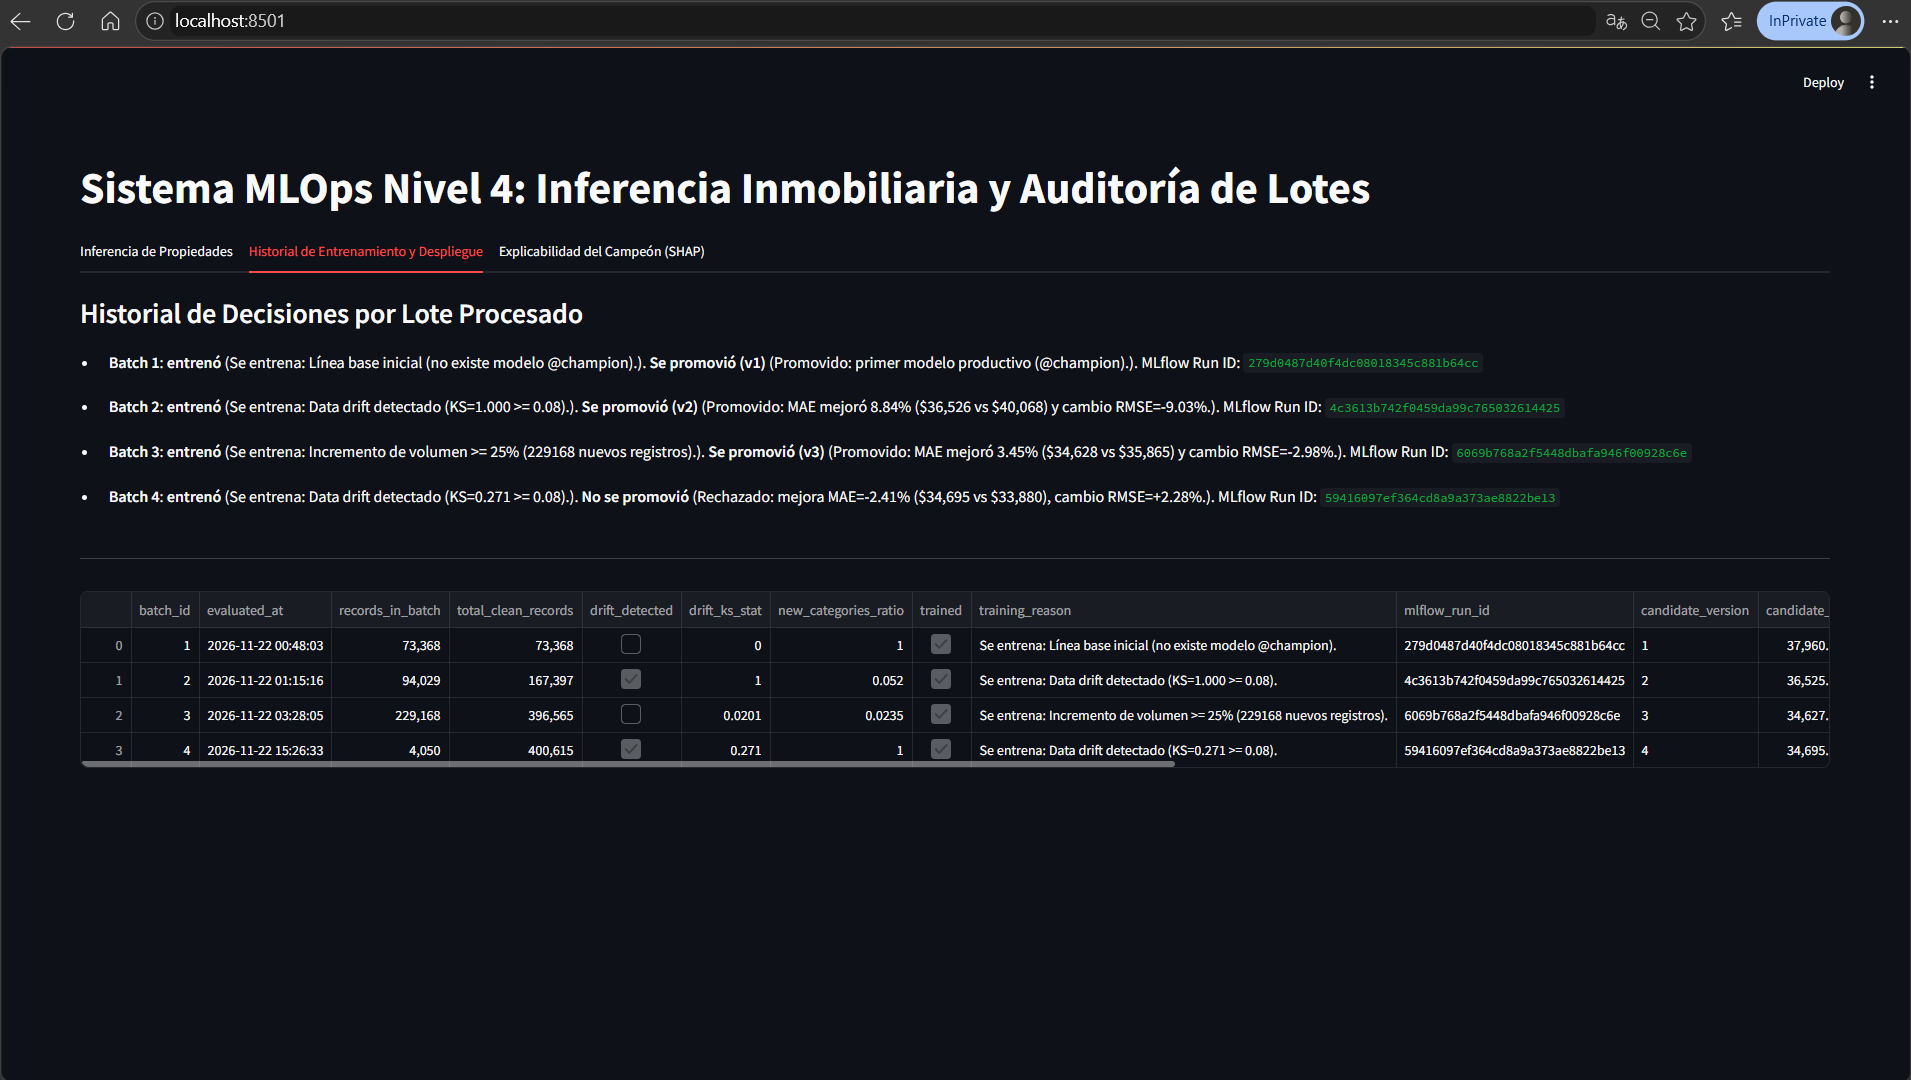 localhost:8501
InPrivate
Deploy
Sistema MLOps Nivel 4: Inferencia Inmobiliaria y Auditoría de Lotes
Inferencia de Propiedades Historial de Entrenamiento y Despliegue Explicabilidad del Campeón (SHAP)
Historial de Decisiones por Lote Procesado
• Batch 1: entrenó (Se entrena: Línea base inicial (no existe modelo @champion).). Se promovió (v1) (Promovido: primer modelo productivo (@champion).). MLflow Run ID: 279d0487d40f4dc08018345c881b64cc
• Batch 2: entrenó (Se entrena: Data drift detectado (KS=1.000 >= 0.08).). Se promovió (v2) (Promovido: MAE mejoró 8.84% ($36,526 vs $40,068) y cambio RMSE=-9.03%.). MLflow Run ID: 4c3613b742f0459da99c765032614425
• Batch 3: entrenó (Se entrena: Incremento de volumen >= 25% (229168 nuevos registros).). Se promovió (v3) (Promovido: MAE mejoró 3.45% ($34,628 vs $35,865) y cambio RMSE=-2.98%.). MLflow Run ID: 6069b768a2f5448dbafa946f00928c6e
• Batch 4: entrenó (Se entrena: Data drift detectado (KS=0.271 >= 0.08).). No se promovió (Rechazado: mejora MAE=-2.41% ($34,695 vs $33,880), cambio RMSE=+2.28%.). MLflow Run ID: 59416097ef364cd8a9a373ae8822be13
batch_id evaluated_at records_in_batch total_clean_records drift_detected drift_ks_stat new_categories_ratio trained training_reason mlflow_run_id candidate_version candidate_
0 1 2026-11-22 00:48:03 73,368 73,368 0 1 Se entrena: Línea base inicial (no existe modelo @champion). 279d0487d40f4dc08018345c881b64cc 1 37,960.
1 2 2026-11-22 01:15:16 94,029 167,397 1 0.052 Se entrena: Data drift detectado (KS=1.000 >= 0.08). 4c3613b742f0459da99c765032614425 2 36,525.
2 3 2026-11-22 03:28:05 229,168 396,565 0.0201 0.0235 Se entrena: Incremento de volumen >= 25% (229168 nuevos registros). 6069b768a2f5448dbafa946f00928c6e 3 34,627.
3 4 2026-11-22 15:26:33 4,050 400,615 0.271 1 Se entrena: Data drift detectado (KS=0.271 >= 0.08). 59416097ef364cd8a9a373ae8822be13 4 34,695.